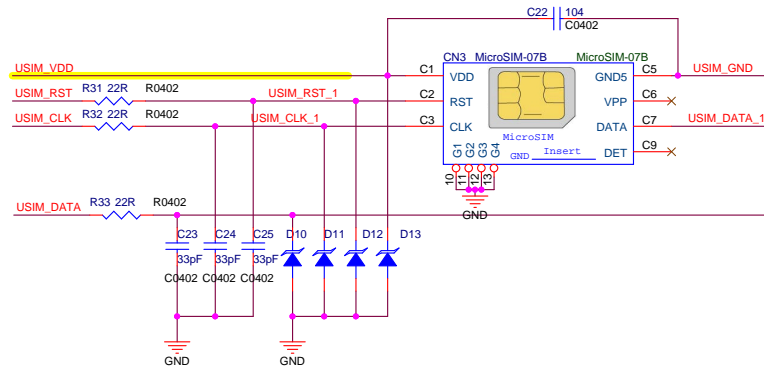 C22 104
C0402
USIM_VDD
CN3 MicroSIM-07B MicroSIM-07B
C1 VDD GND5 C5 USIM_GND
R31 22R R0402
USIM_RST USIM_RST_1 C2 RST VPP C6
R32 22R R0402
USIM_CLK USIM_CLK_1 C3 CLK DATA C7 USIM_DATA_1
MicroSIM
GND Insert DET C9
G1 G2 G3 G4
10 11 12 13
GND
R33 22R R0402
USIM_DATA
C23 C24 C25 D10 D11 D12 D13
33pF 33pF 33pF
C0402 C0402 C0402
GND GND